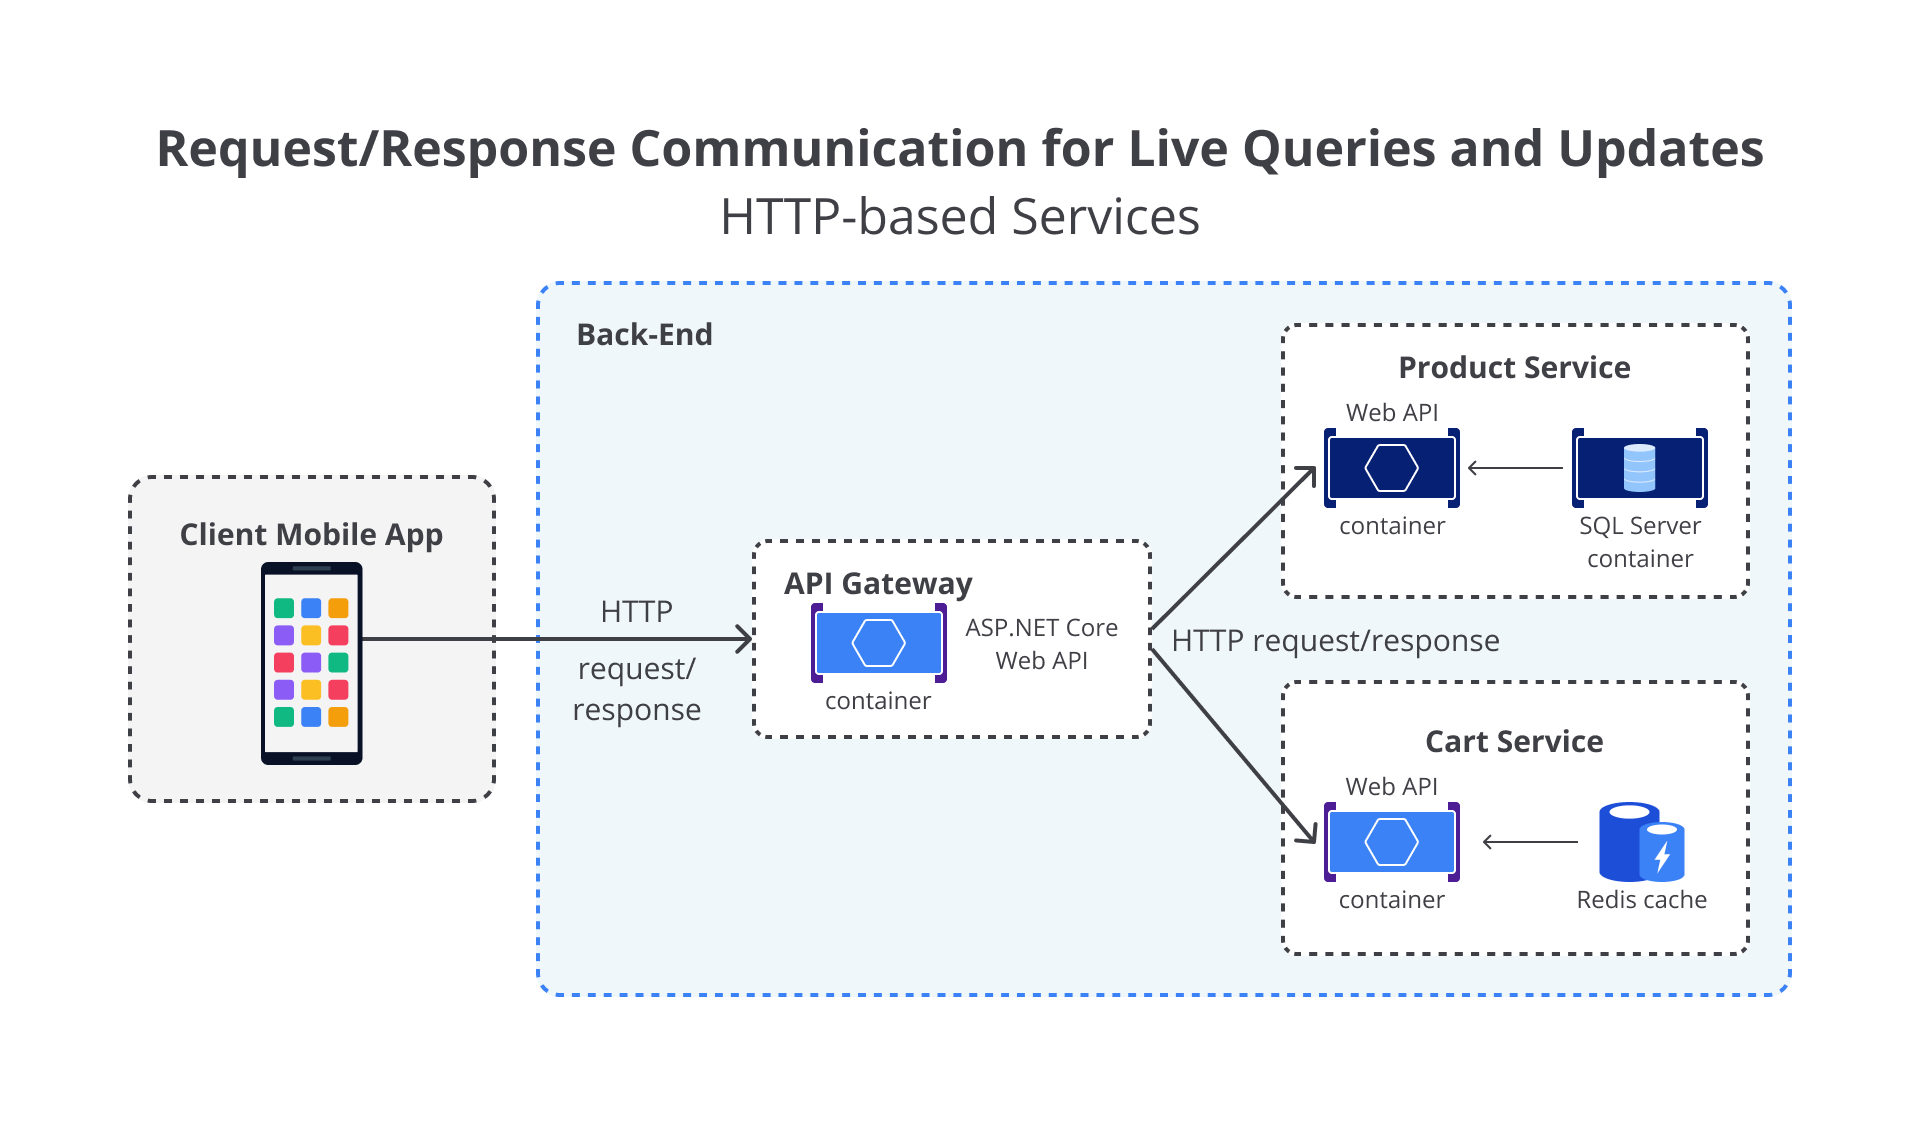 Request/Response Communication for Live Queries and Updates
HTTP-based Services
Back-End
Client Mobile App
HTTP
request/
response
API Gateway
container
ASP.NET Core
Web API
HTTP request/response
Product Service
Web API
container
SQL Server
container
Cart Service
Web API
container
Redis cache